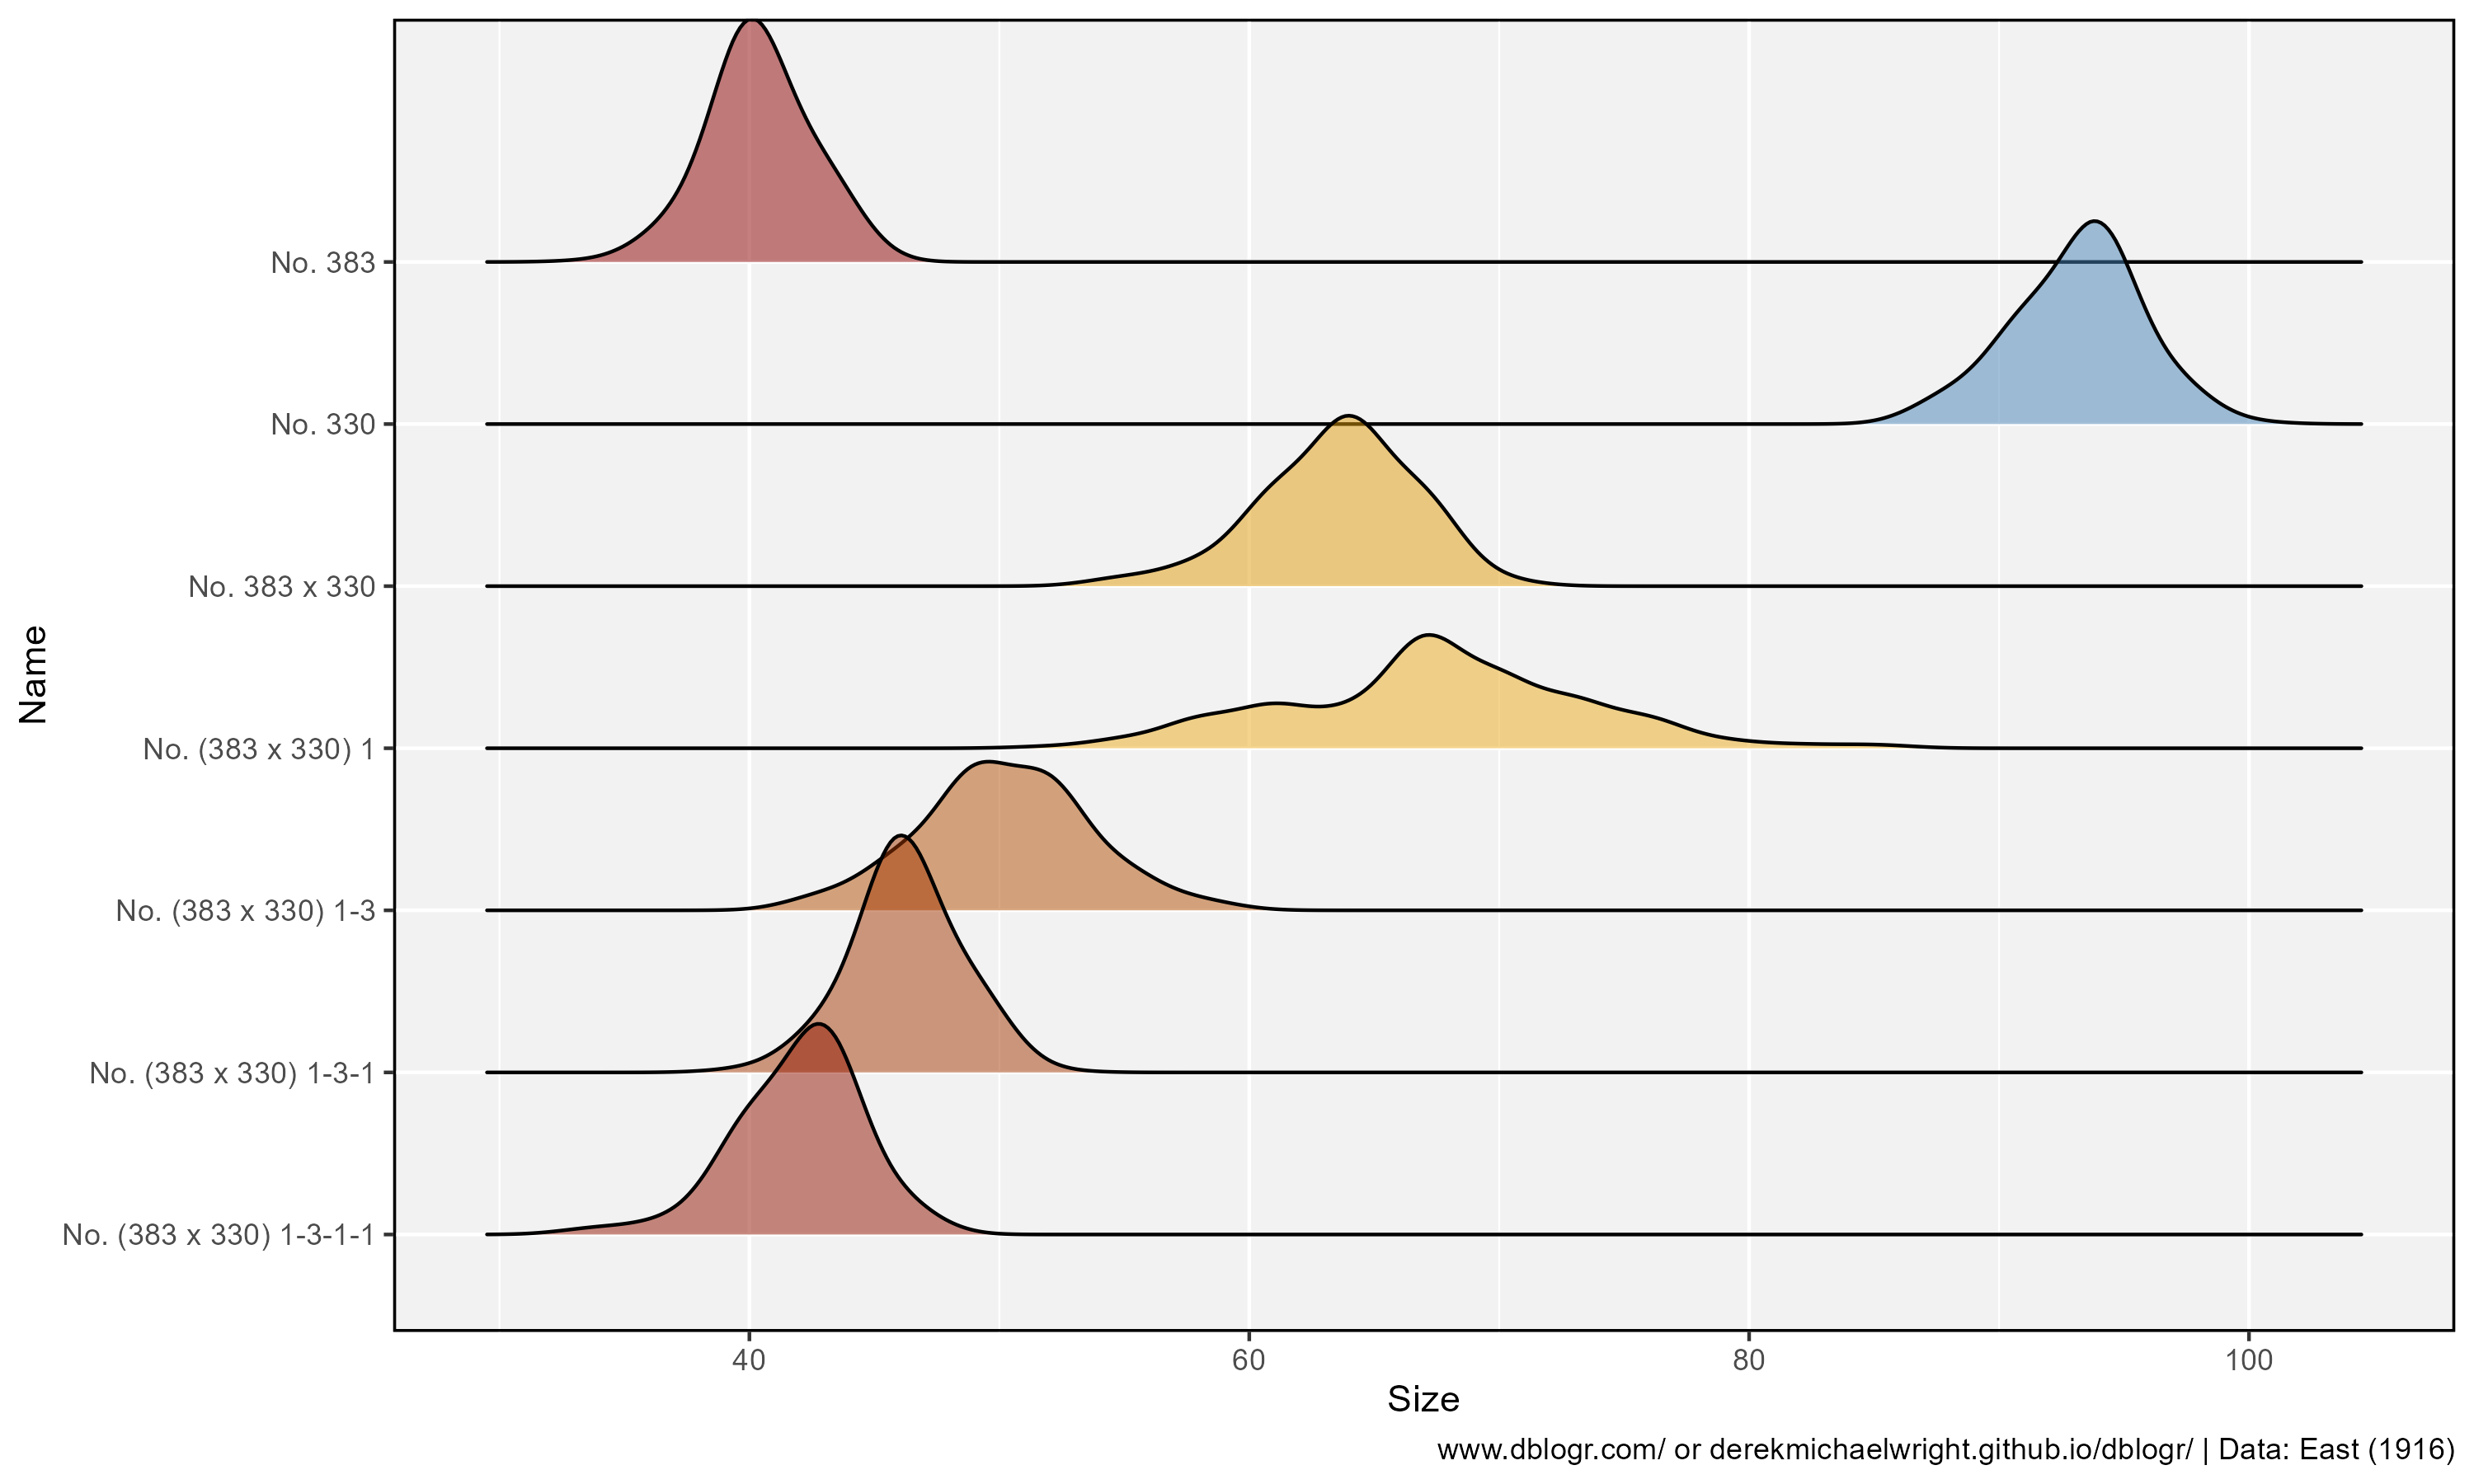 No. 383
No. 330
No. 383 x 330
Name
No. (383 x 330) 1
No. (383 x 330) 1-3
No. (383 x 330) 1-3-1
No. (383 x 330) 1-3-1-1
40 60 80 100
Size
www.dblogr.com/ or derekmichaelwright.github.io/dblogr/ | Data: East (1916)